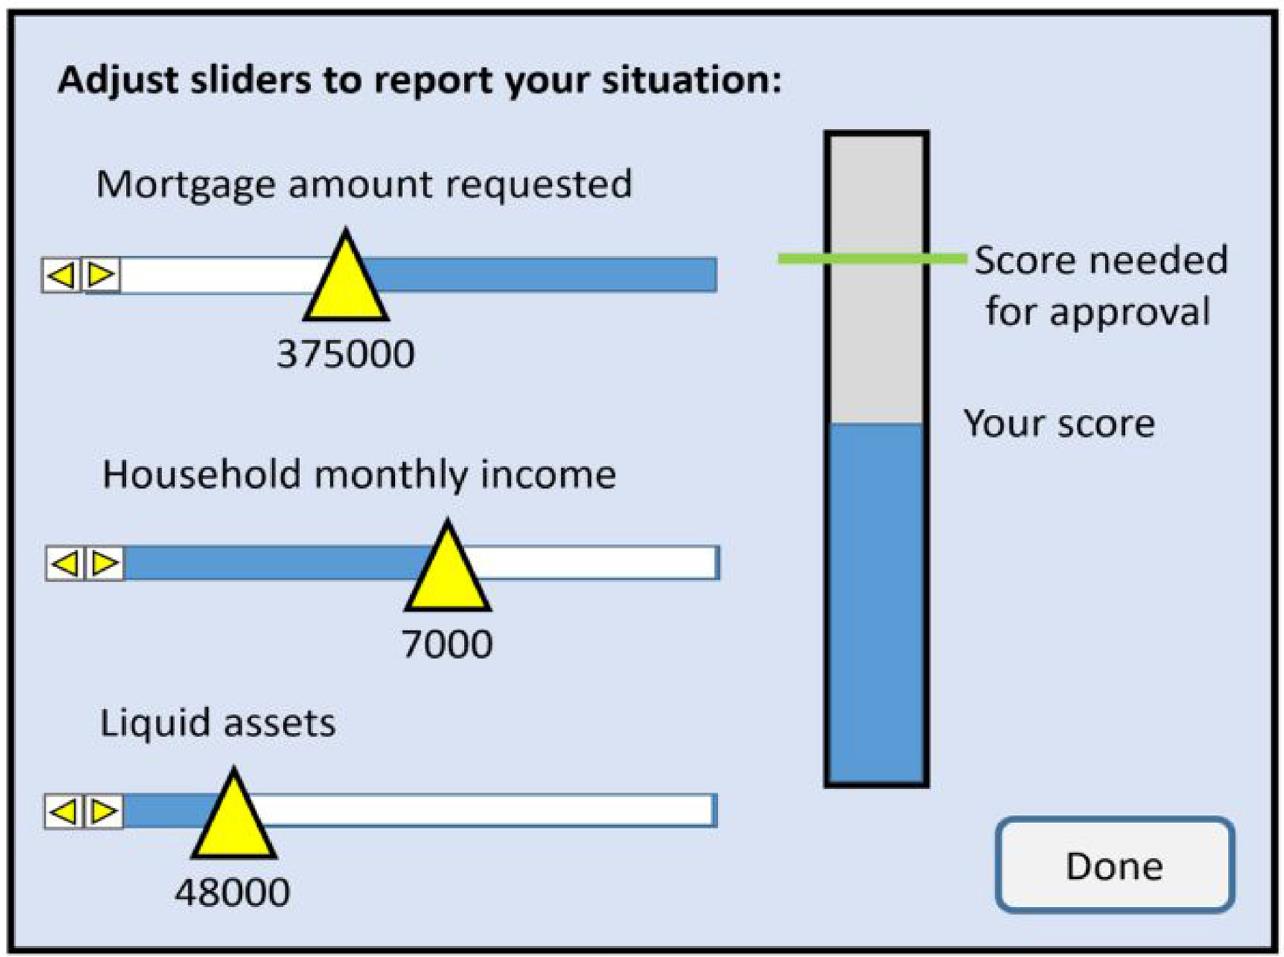 Adjust sliders to report your situation:
Mortgage amount requested
375000
Score needed
for approval
Your score
Household monthly income
7000
Liquid assets
48000
Done